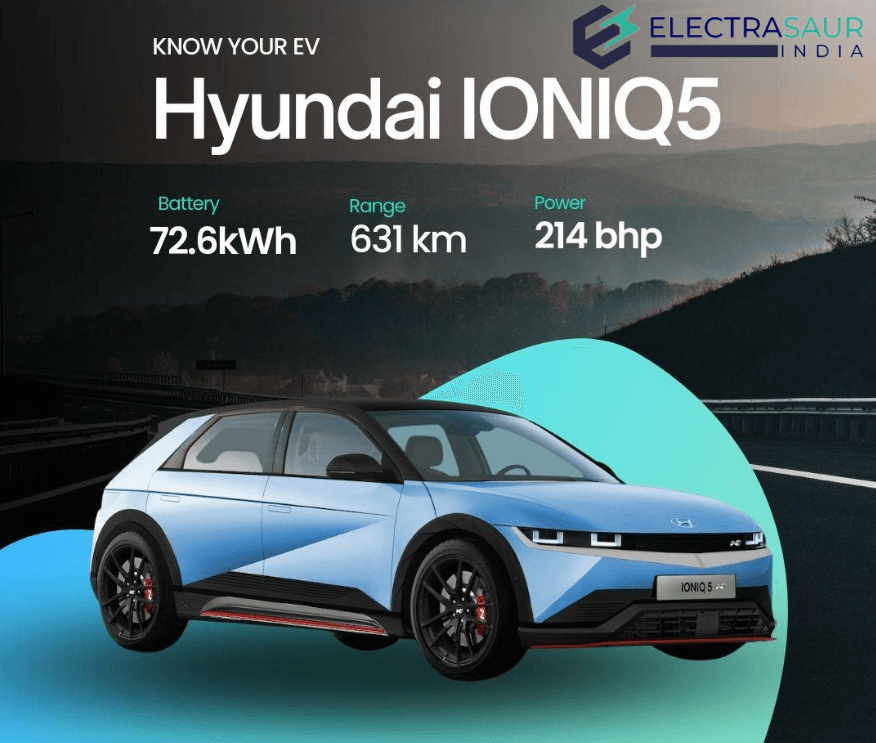 ELECTRASAUR
INDIA
KNOW YOUR EV
Hyundai IONIQ5
Battery
72.6kWh
Range
631 km
Power
214 bhp
N
IONIQ 5 N